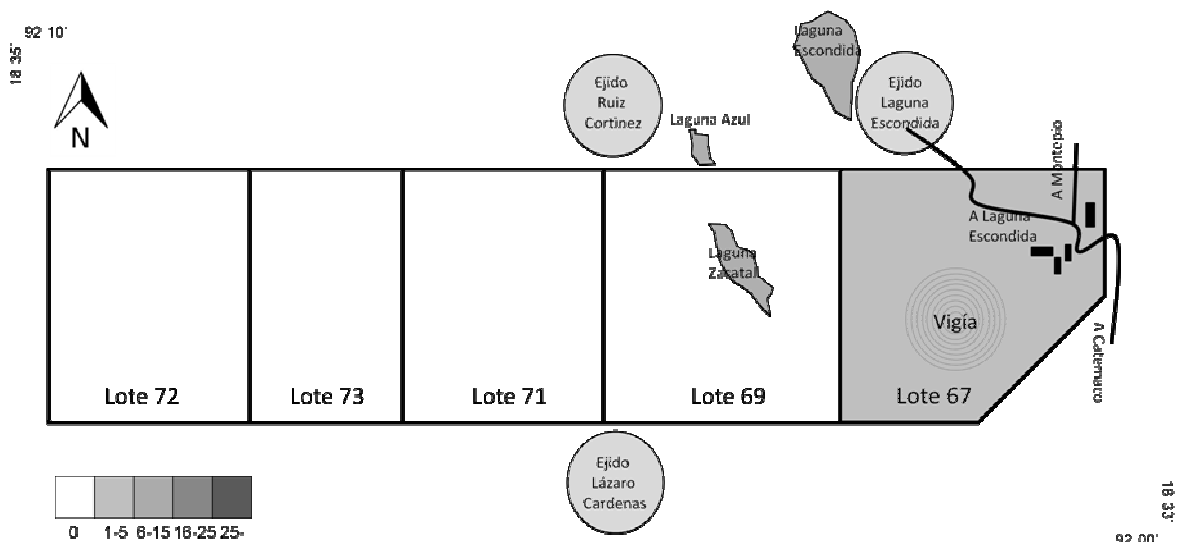 92 10'
18 35'
N
Ejido
Ruiz
Cortinez
Laguna Azul
Laguna
Escondida
Ejido
Laguna
Escondida
A Montepio
A Laguna
Escondida
Laguna
Zacatal
Vigía
A Catemaco
Lote 72
Lote 73
Lote 71
Lote 69
Lote 67
Ejido
Lázaro
Cardenas
0 1-5 6-15 16-25 25-
18 33'
92 00'